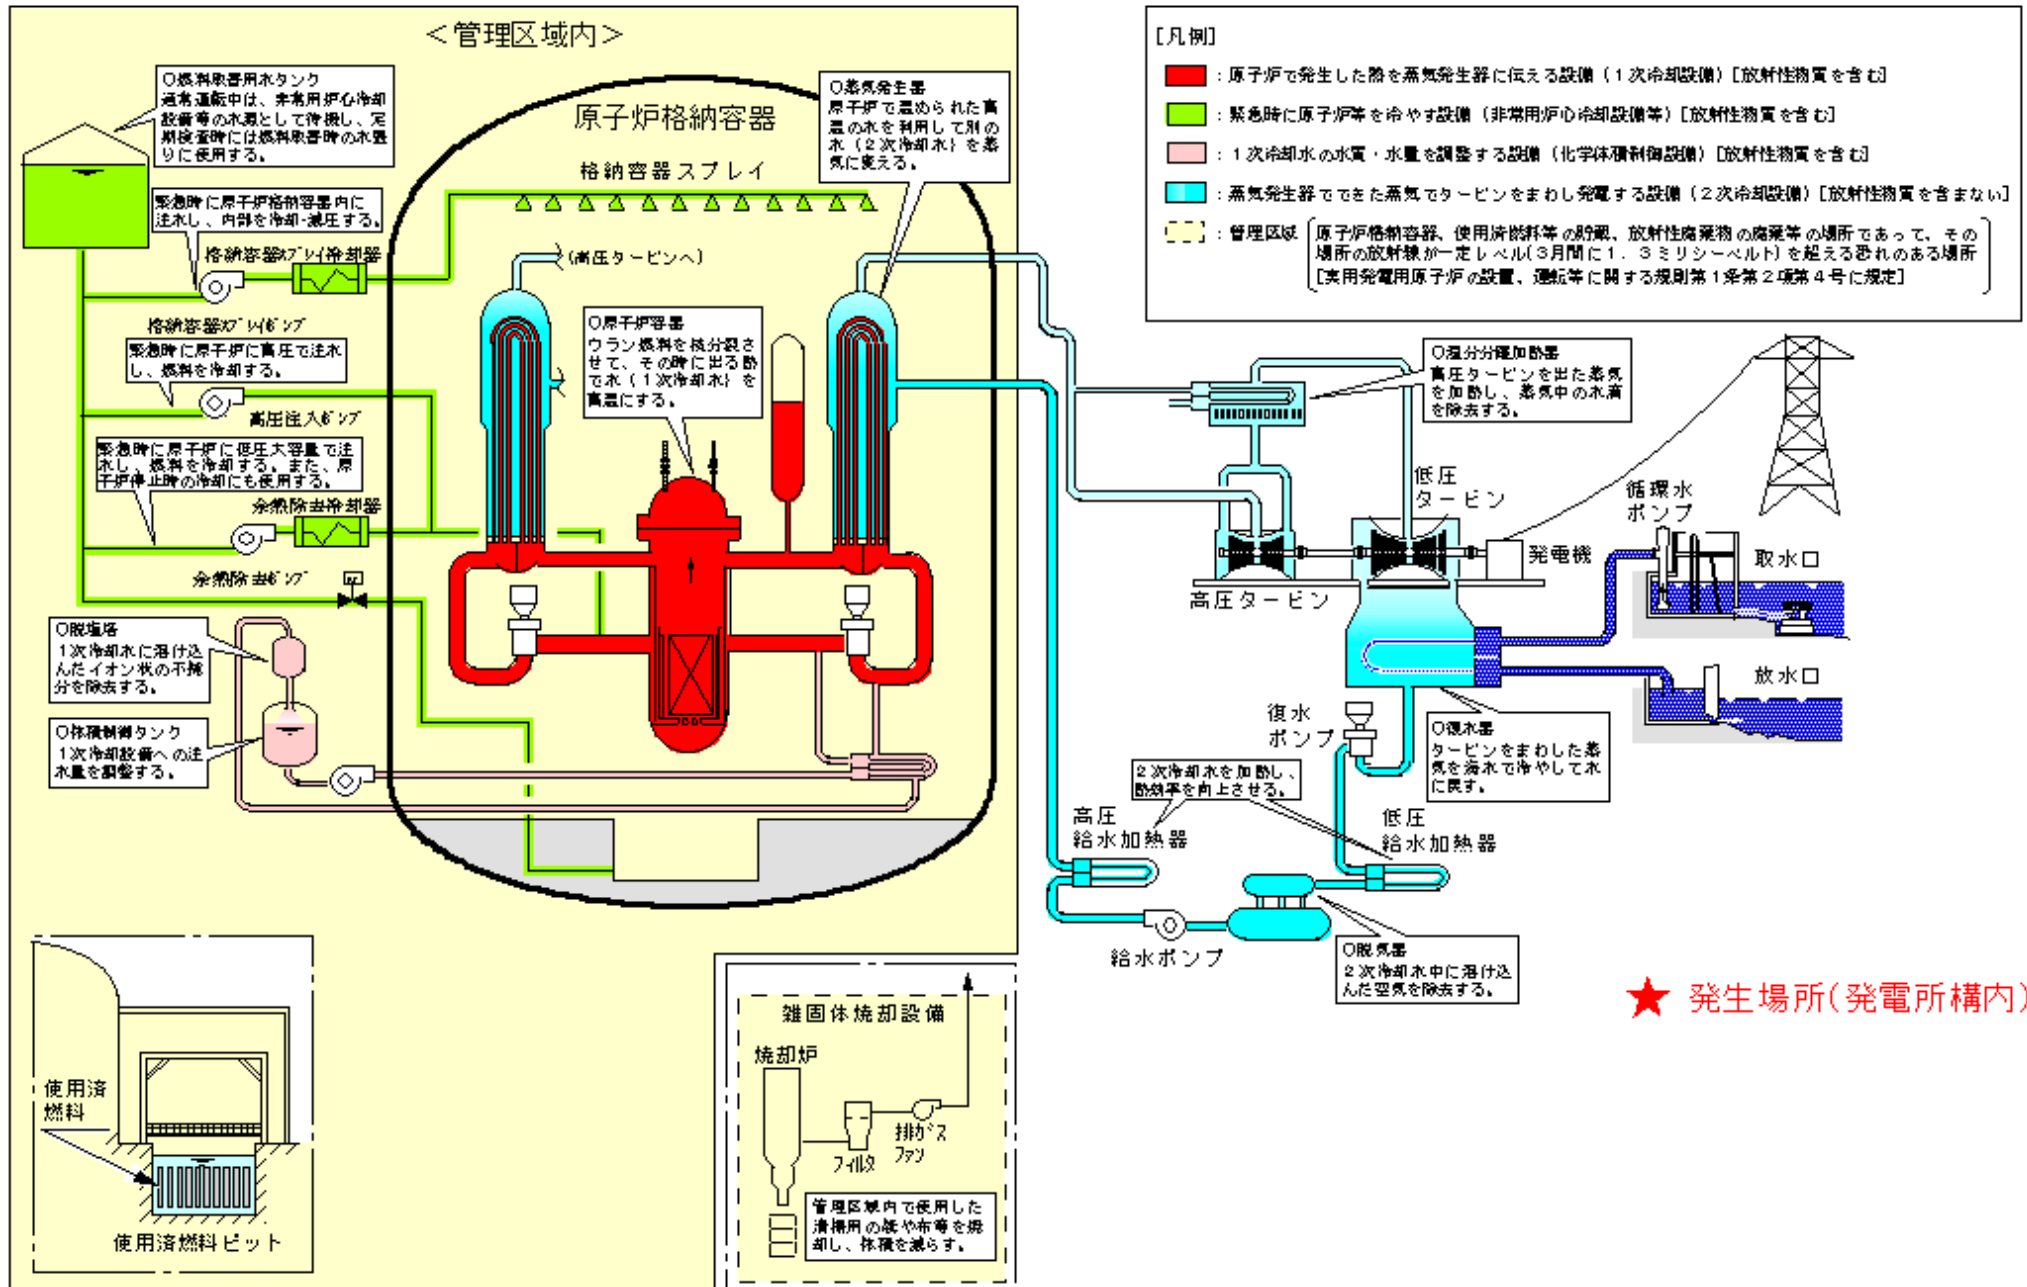 ＜管理区域内＞
○燃料取替用水タンク
通常運転中は、非常用炉心冷却
設備等の水源として待機し、定
期検査時には燃料取替時の水張
りに使用する。
緊急時に原子炉格納容器内に
注水し、内部を冷却・減圧する。
格納容器スプレイ冷却器
格納容器スプレイポンプ
緊急時に原子炉に高圧で注水
し、燃料を冷却する。
高圧注入ポンプ
緊急時に原子炉に低圧大容量で注
水し、燃料を冷却する。また、原
子炉停止時の冷却にも使用する。
余熱除去冷却器
余熱除去ポンプ
○脱塩塔
１次冷却水に溶け込
んだイオン状の不純
分を除去する。
○体積制御タンク
１次冷却設備への注
水量を調整する。
原子炉格納容器
格納容器スプレイ
○蒸気発生器
原子炉で温められた高
温の水を利用して別の
水（２次冷却水）を蒸
気に変える。
(高圧タービンへ)
○原子炉容器
ウラン燃料を核分裂さ
せて、その時に出る熱
で水（１次冷却水）を
高温にする。
[凡例]
：原子炉で発生した熱を蒸気発生器に伝える設備（１次冷却設備）[放射性物質を含む]
：緊急時に原子炉等を冷やす設備（非常用炉心冷却設備等）[放射性物質を含む]
：１次冷却水の水質・水量を調整する設備（化学体積制御設備）[放射性物質を含む]
：蒸気発生器でできた蒸気でタービンをまわし発電する設備（２次冷却設備）[放射性物質を含まない]
：管理区域 原子炉格納容器、使用済燃料等の貯蔵、放射性廃棄物の廃棄等の場所であって、その
場所の放射線が一定レベル(３月間に１．３ミリシーベルト)を超える恐れのある場所
[実用発電用原子炉の設置、運転等に関する規則第１条第２項第４号に規定]
○湿分分離加熱器
高圧タービンを出た蒸気
を加熱し、蒸気中の水滴
を除去する。
低圧
タービン
循環水
ポンプ
発電機
取水口
高圧タービン
放水口
復水
ポンプ
○復水器
タービンをまわした蒸
気を海水で冷やして水
に戻す。
２次冷却水を加熱し、
熱効率を向上させる。
高圧
給水加熱器
低圧
給水加熱器
給水ポンプ
○脱気器
２次冷却水中に溶け込
んだ空気を除去する。
★ 発生場所(発電所構内)
使用済
燃料
使用済燃料ピット
雑固体焼却設備
焼却炉
フィルタ
排ガス
ファン
管理区域内で使用した
清掃用の紙や布等を焼
却し、体積を減らす。